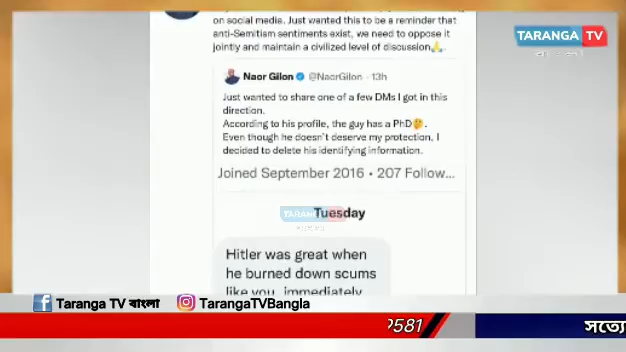 on social media. Just wanted this to be a reminder that
anti-Semitism sentiments exist, we need to oppose it
jointly and maintain a civilized level of discussion🙏.
TARANGA TV
Naor Gilon @NaorGilon · 13h
Just wanted to share one of a few DMs I got in this
direction.
According to his profile, the guy has a PhD🤔.
Even though he doesn't deserve my protection, I
decided to delete his identifying information.
Joined September 2016 • 207 Follow...
TARANGA
Tuesday
Hitler was great when
he burned down scums
like you immediately
Taranga TV বাংলা
TarangaTVBangla
581
সত্যে